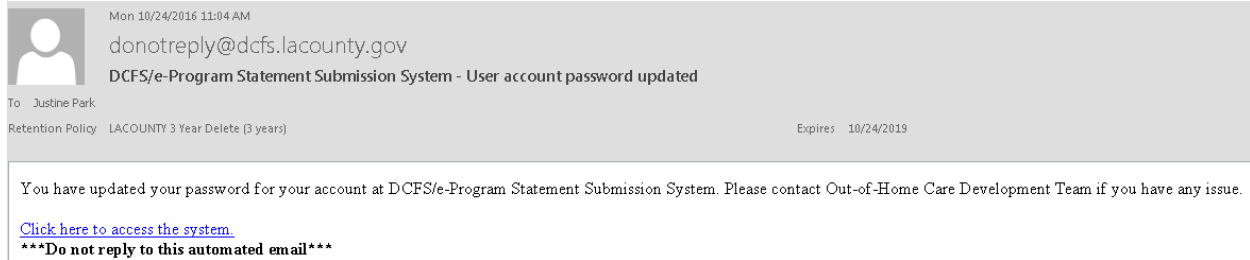 Mon 10/24/2016 11:04 AM
donotreply@dcfs.lacounty.gov
DCFS/e-Program Statement Submission System - User account password updated
To Justine Park
Retention Policy LACOUNTY 3 Year Delete (3 years) Expires 10/24/2019
You have updated your password for your account at DCFS/e-Program Statement Submission System. Please contact Out-of-Home Care Development Team if you have any issue.
Click here to access the system.
***Do not reply to this automated email***